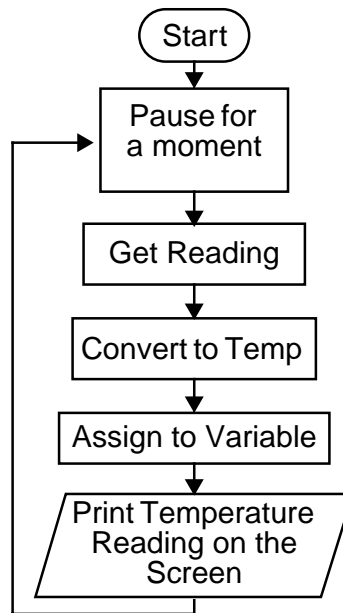 Start
Pause for
a moment
Get Reading
Convert to Temp
Assign to Variable
Print Temperature
Reading on the
Screen